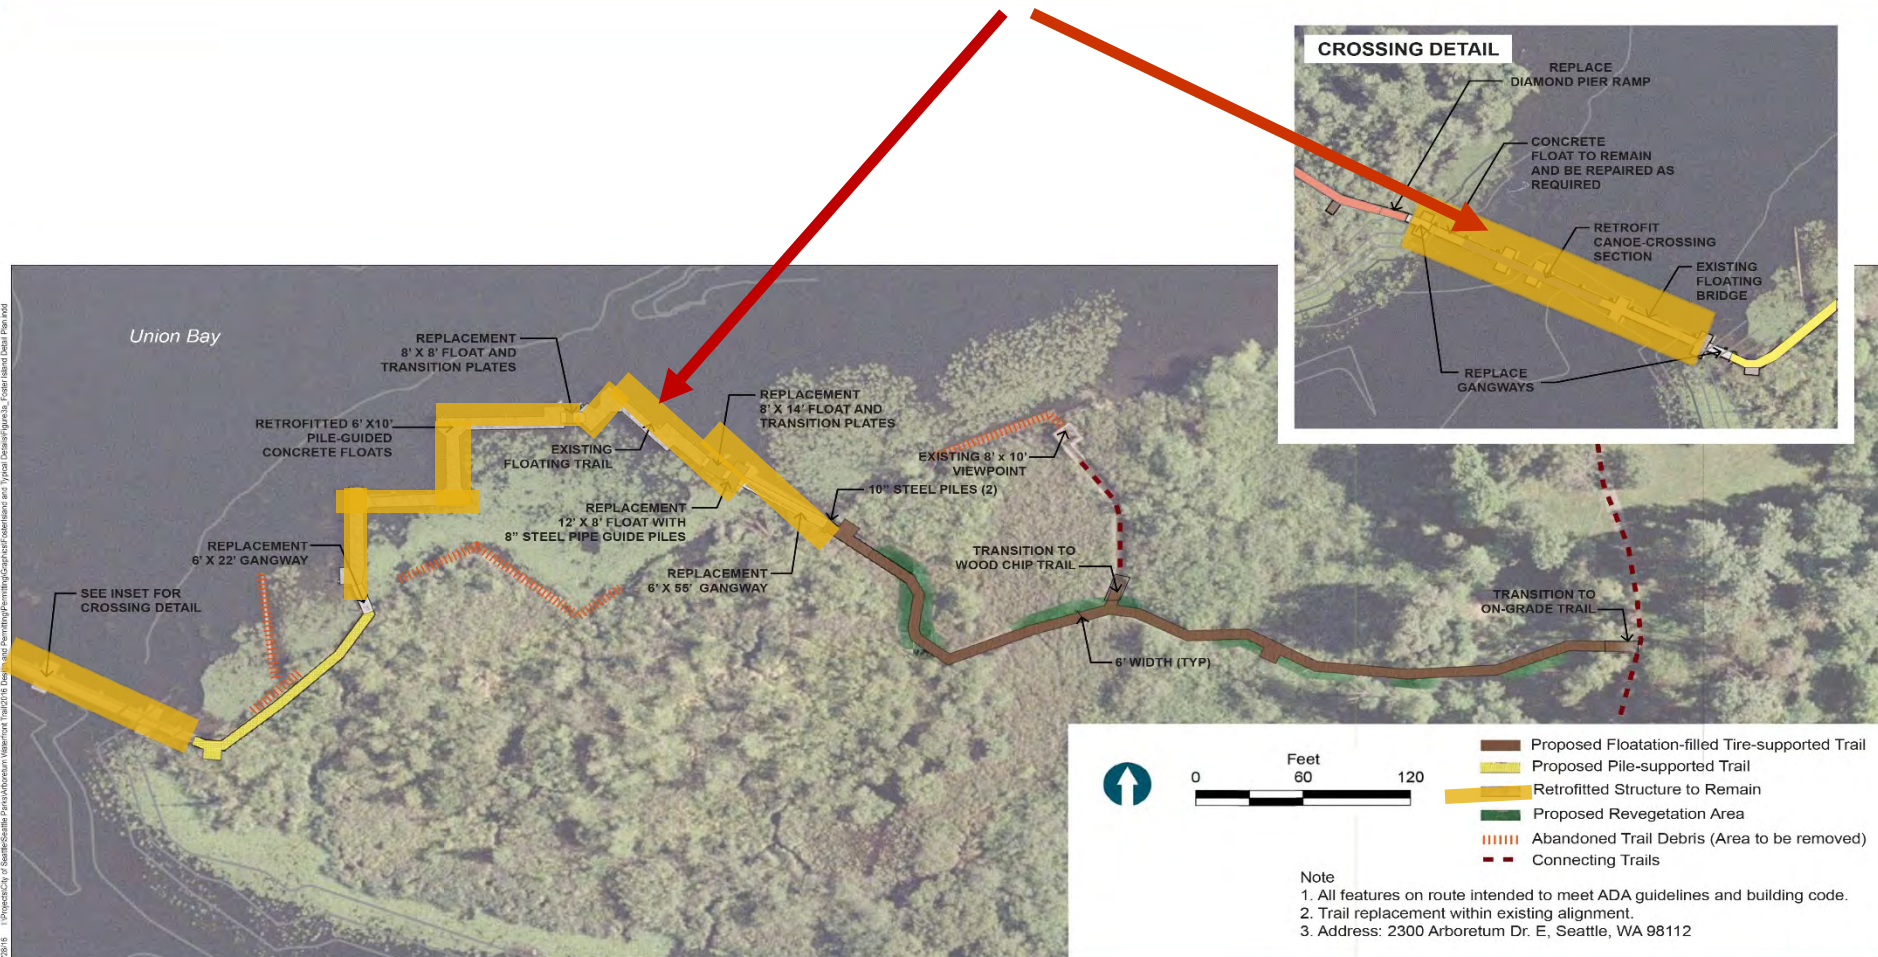 CROSSING DETAIL
REPLACE
DIAMOND PIER RAMP
CONCRETE
FLOAT TO REMAIN
AND BE REPAIRED AS
REQUIRED
RETROFIT
CANOE-CROSSING
SECTION
EXISTING
FLOATING
BRIDGE
REPLACE
GANGWAYS
Union Bay
REPLACEMENT
8' X 8' FLOAT AND
TRANSITION PLATES
RETROFITTED 6' X10'
PILE-GUIDED
CONCRETE FLOATS
EXISTING
FLOATING TRAIL
REPLACEMENT
8' X 14' FLOAT AND
TRANSITION PLATES
EXISTING 8' x 10'
VIEWPOINT
10" STEEL PILES (2)
REPLACEMENT
12' X 8' FLOAT WITH
8" STEEL PIPE GUIDE PILES
REPLACEMENT
6' X 22' GANGWAY
REPLACEMENT
6' X 55' GANGWAY
TRANSITION TO
WOOD CHIP TRAIL
SEE INSET FOR
CROSSING DETAIL
TRANSITION TO
ON-GRADE TRAIL
6' WIDTH (TYP)
Feet
0 60 120
Proposed Floatation-filled Tire-supported Trail
Proposed Pile-supported Trail
Retrofitted Structure to Remain
Proposed Revegetation Area
Abandoned Trail Debris (Area to be removed)
Connecting Trails
Note
1. All features on route intended to meet ADA guidelines and building code.
2. Trail replacement within existing alignment.
3. Address: 2300 Arboretum Dr. E, Seattle, WA 98112